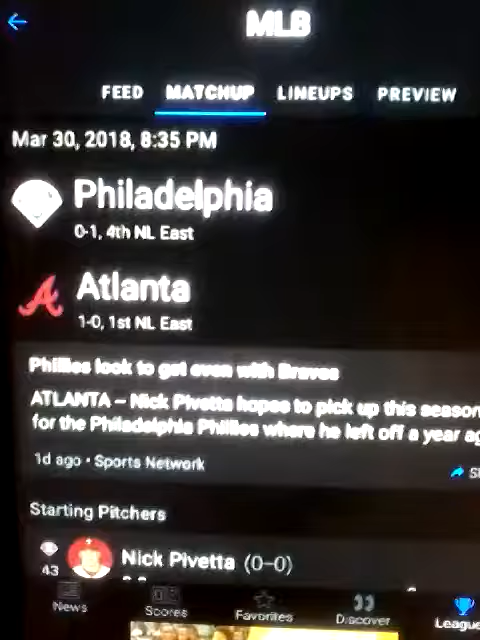 MLB
FEED MATCHUP LINEUPS PREVIEW
Mar 30, 2018, 8:35 PM
Philadelphia
0-1, 4th NL East
Atlanta
1-0, 1st NL East
Phillies look to get even with Braves
ATLANTA – Nick Pivetta hopes to pick up this season
for the Philadelphia Phillies where he left off a year
1d ago • Sports Network
Starting Pitchers
43 Nick Pivetta (0-0)
News Scores Favorites Discover